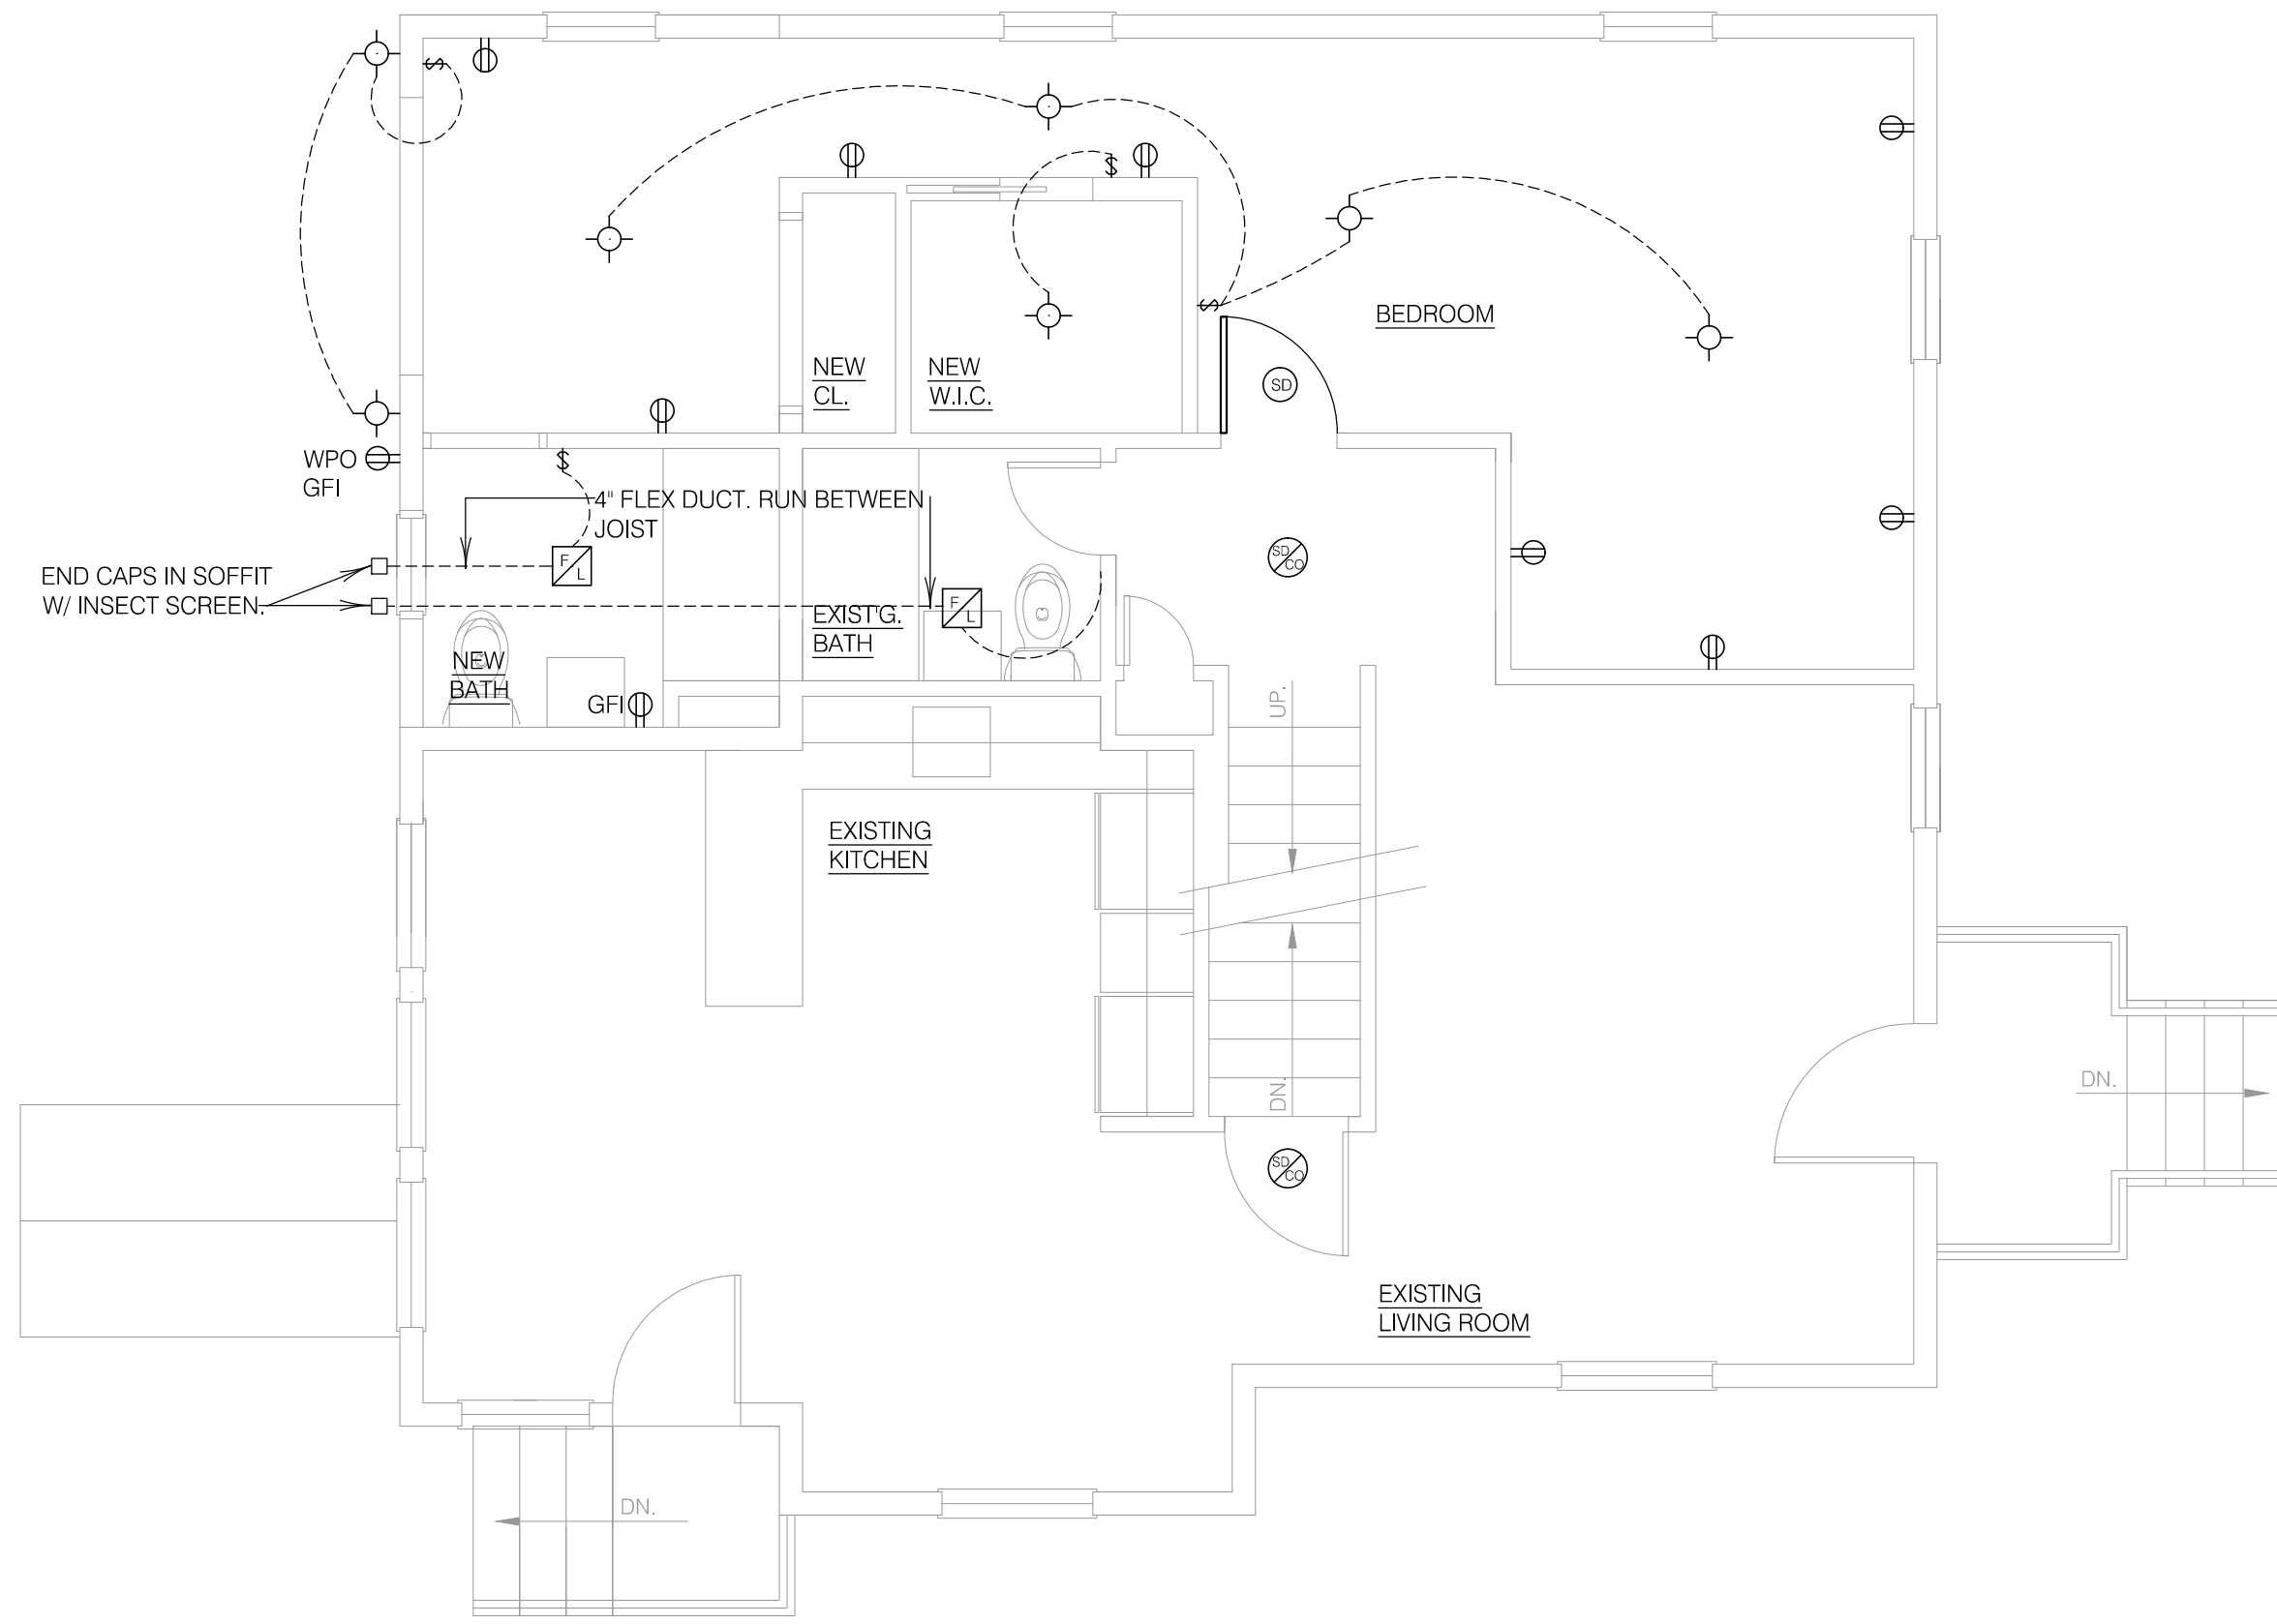 BEDROOM
NEW
CL.
NEW
W.I.C.
SD
WPO
GFI
4" FLEX DUCT. RUN BETWEEN
JOIST
END CAPS IN SOFFIT
W/ INSECT SCREEN.
F
L
F
L
SD
CO
EXIST'G.
BATH
NEW
BATH
GFI
UP.
EXISTING
KITCHEN
DN.
DN.
SD
CO
EXISTING
LIVING ROOM
DN.